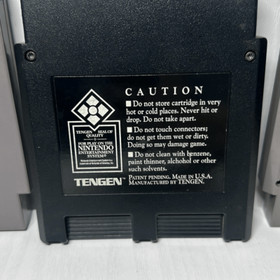 CAUTION
■ Do not store cartridge in very
hot or cold places. Never hit or
drop. Do not take apart.
■ Do not touch connectors;
do not get them wet or dirty.
Doing so may damage game.
■ Do not clean with benzene,
paint thinner, alchohol or other
such solvents.
PATENT PENDING. MADE IN U.S.A.
MANUFACTURED BY TENGEN.
TENGEN SEAL OF
QUALITY
FOR PLAY ON THE
NINTENDO
ENTERTAINMENT
SYSTEM®
TENGEN